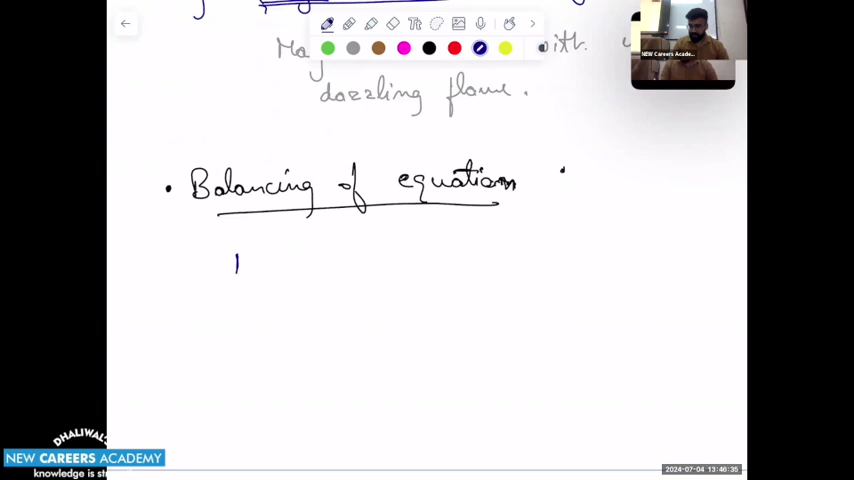 NEW Careers Acade...
with
dazzling flame.
• Balancing of equation
DHALIWAL'S
NEW CAREERS ACADEMY
knowledge is
2024-07-04 13:46:35